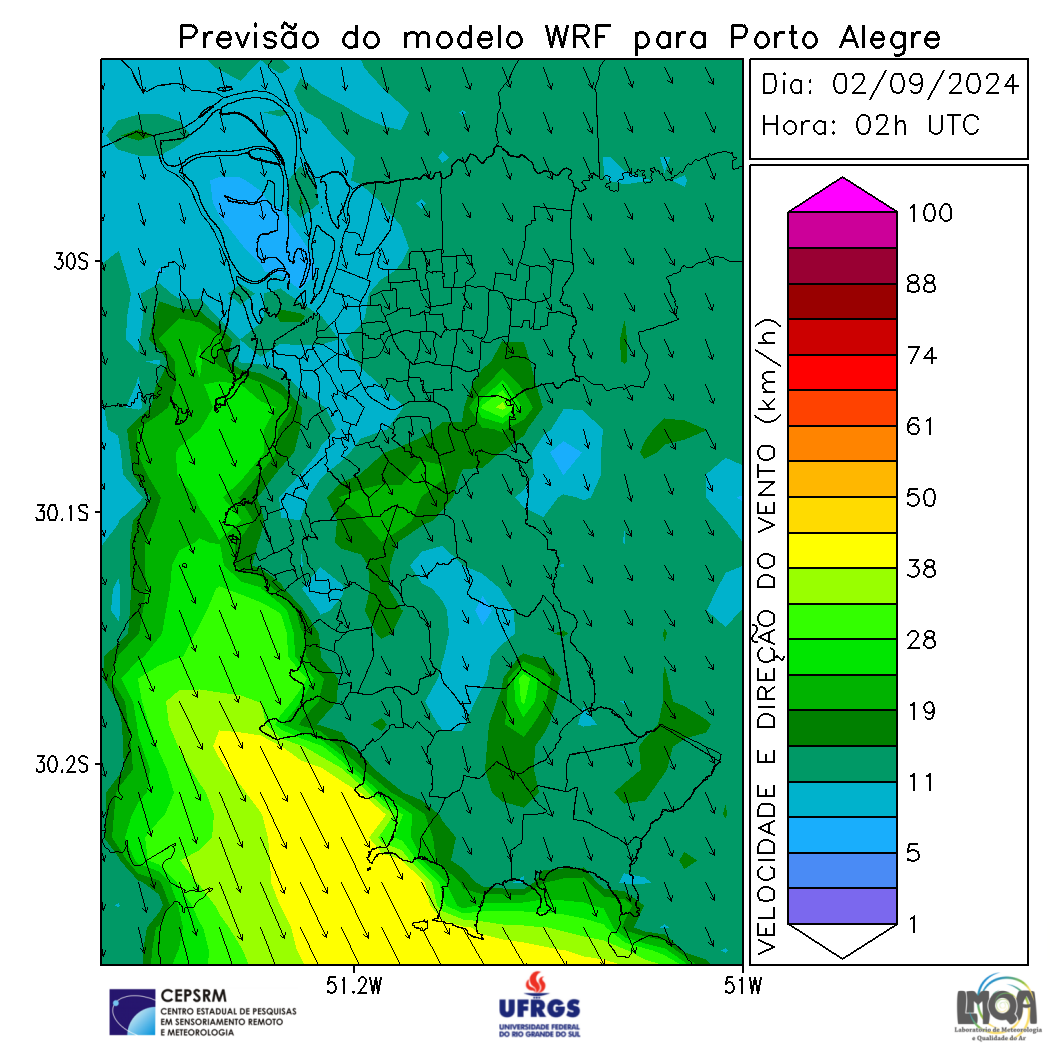 Previsão do modelo WRF para Porto Alegre
Dia: 02/09/2024
Hora: 02h UTC
30S
30.1S
30.2S
51.2W
51W
VELOCIDADE E DIREÇÃO DO VENTO (km/h)
100
88
74
61
50
38
28
19
11
5
1
CEPSRM
CENTRO ESTADUAL DE PESQUISAS
EM SENSORIAMENTO REMOTO
E METEOROLOGIA
UFRGS
UNIVERSIDADE FEDERAL
DO RIO GRANDE DO SUL
LMQA
Laboratório de Meteorologia
e Qualidade do Ar